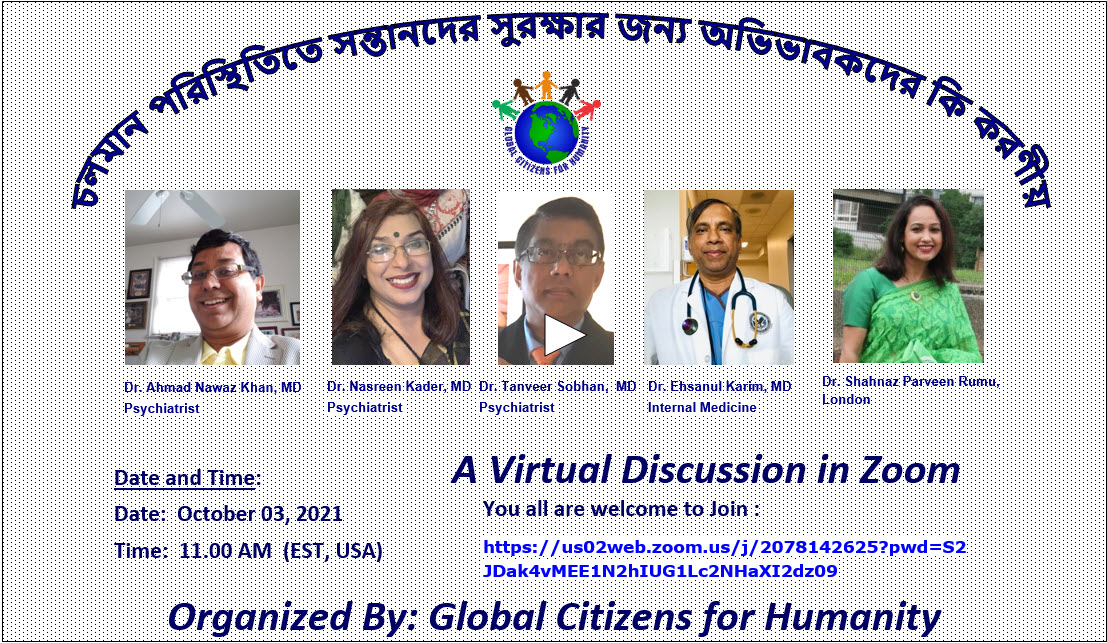 চলমান পরিস্থিতিতে সন্তানদের সুরক্ষার জন্য অভিভাবকদের কি করণীয়
GLOBAL CITIZENS FOR HUMANITY
Dr. Ahmad Nawaz Khan, MD
Psychiatrist
Dr. Nasreen Kader, MD
Psychiatrist
Dr. Tanveer Sobhan, MD
Psychiatrist
Dr. Ehsanul Karim, MD
Internal Medicine
Dr. Shahnaz Parveen Rumu,
London
Date and Time:
Date: October 03, 2021
Time: 11.00 AM (EST, USA)
A Virtual Discussion in Zoom
You all are welcome to Join :
https://us02web.zoom.us/j/2078142625?pwd=S2
JDak4vMEE1N2hIUG1Lc2NHaXI2dz09
Organized By: Global Citizens for Humanity